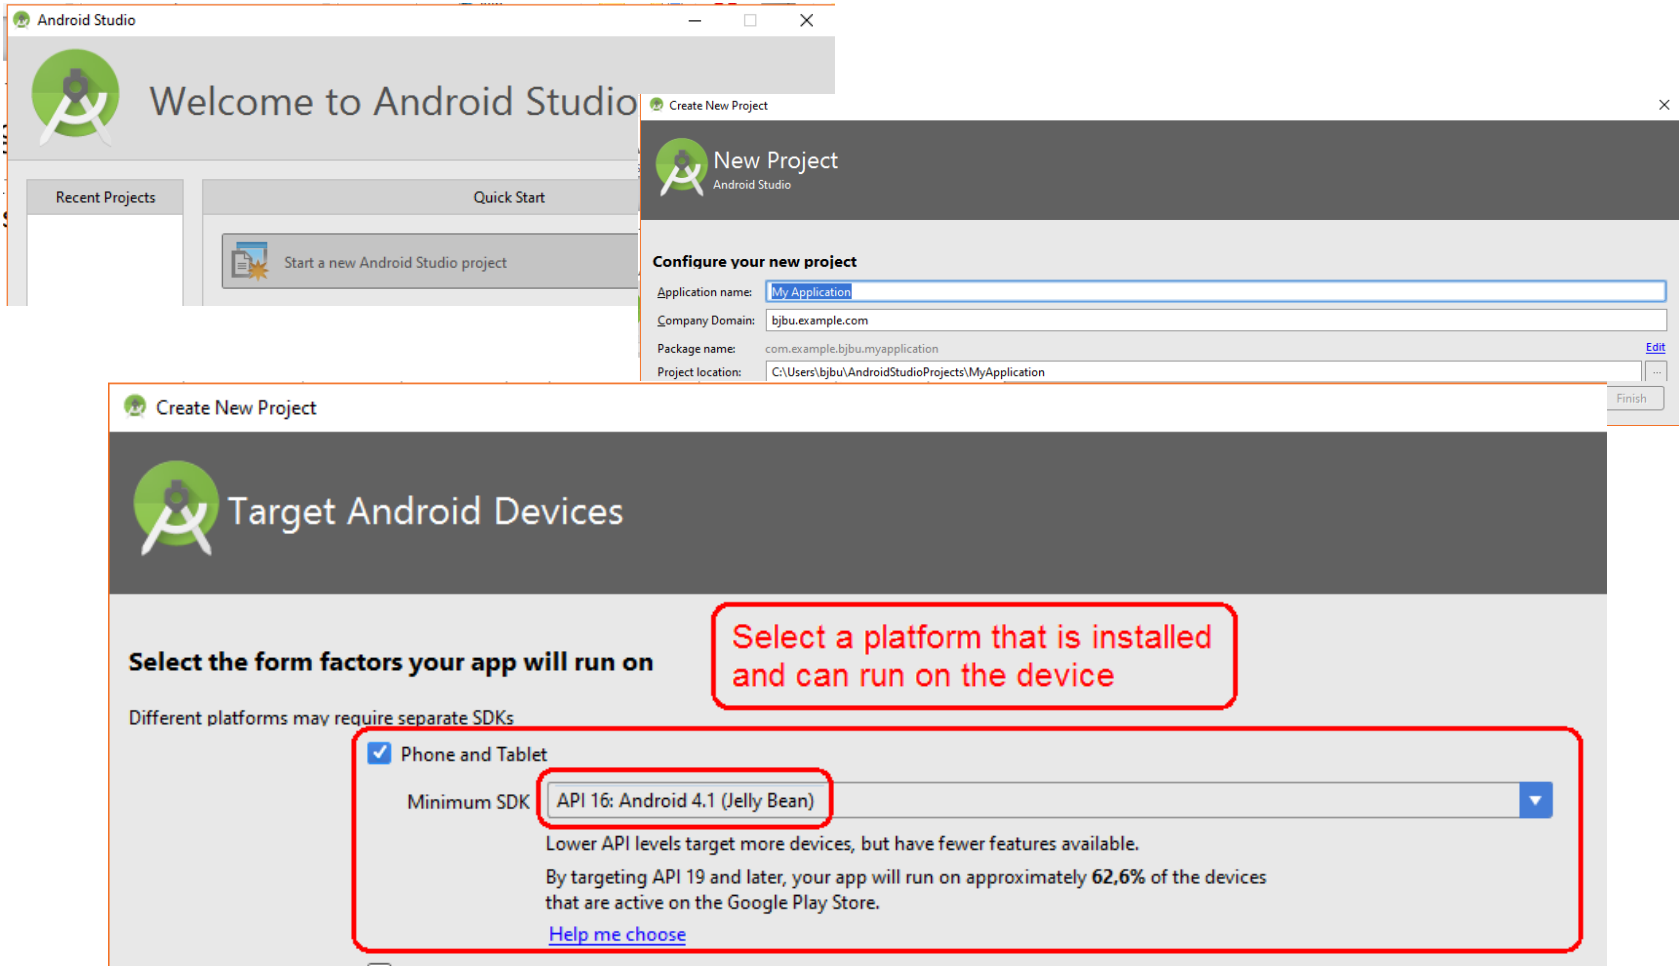 Android Studio
Welcome to Android Studio
Recent Projects
Quick Start
Start a new Android Studio project
Create New Project
New Project
Android Studio
Configure your new project
Application name: My Application
Company Domain: bjbu.example.com
Package name: com.example.bjbu.myapplication Edit
Project location: C:\Users\bjbu\AndroidStudioProjects\MyApplication ...
Finish
Create New Project
Target Android Devices
Select a platform that is installed
and can run on the device
Select the form factors your app will run on
Different platforms may require separate SDKs
Phone and Tablet
Minimum SDK API 16: Android 4.1 (Jelly Bean)
Lower API levels target more devices, but have fewer features available.
By targeting API 19 and later, your app will run on approximately 62,6% of the devices
that are active on the Google Play Store.
Help me choose